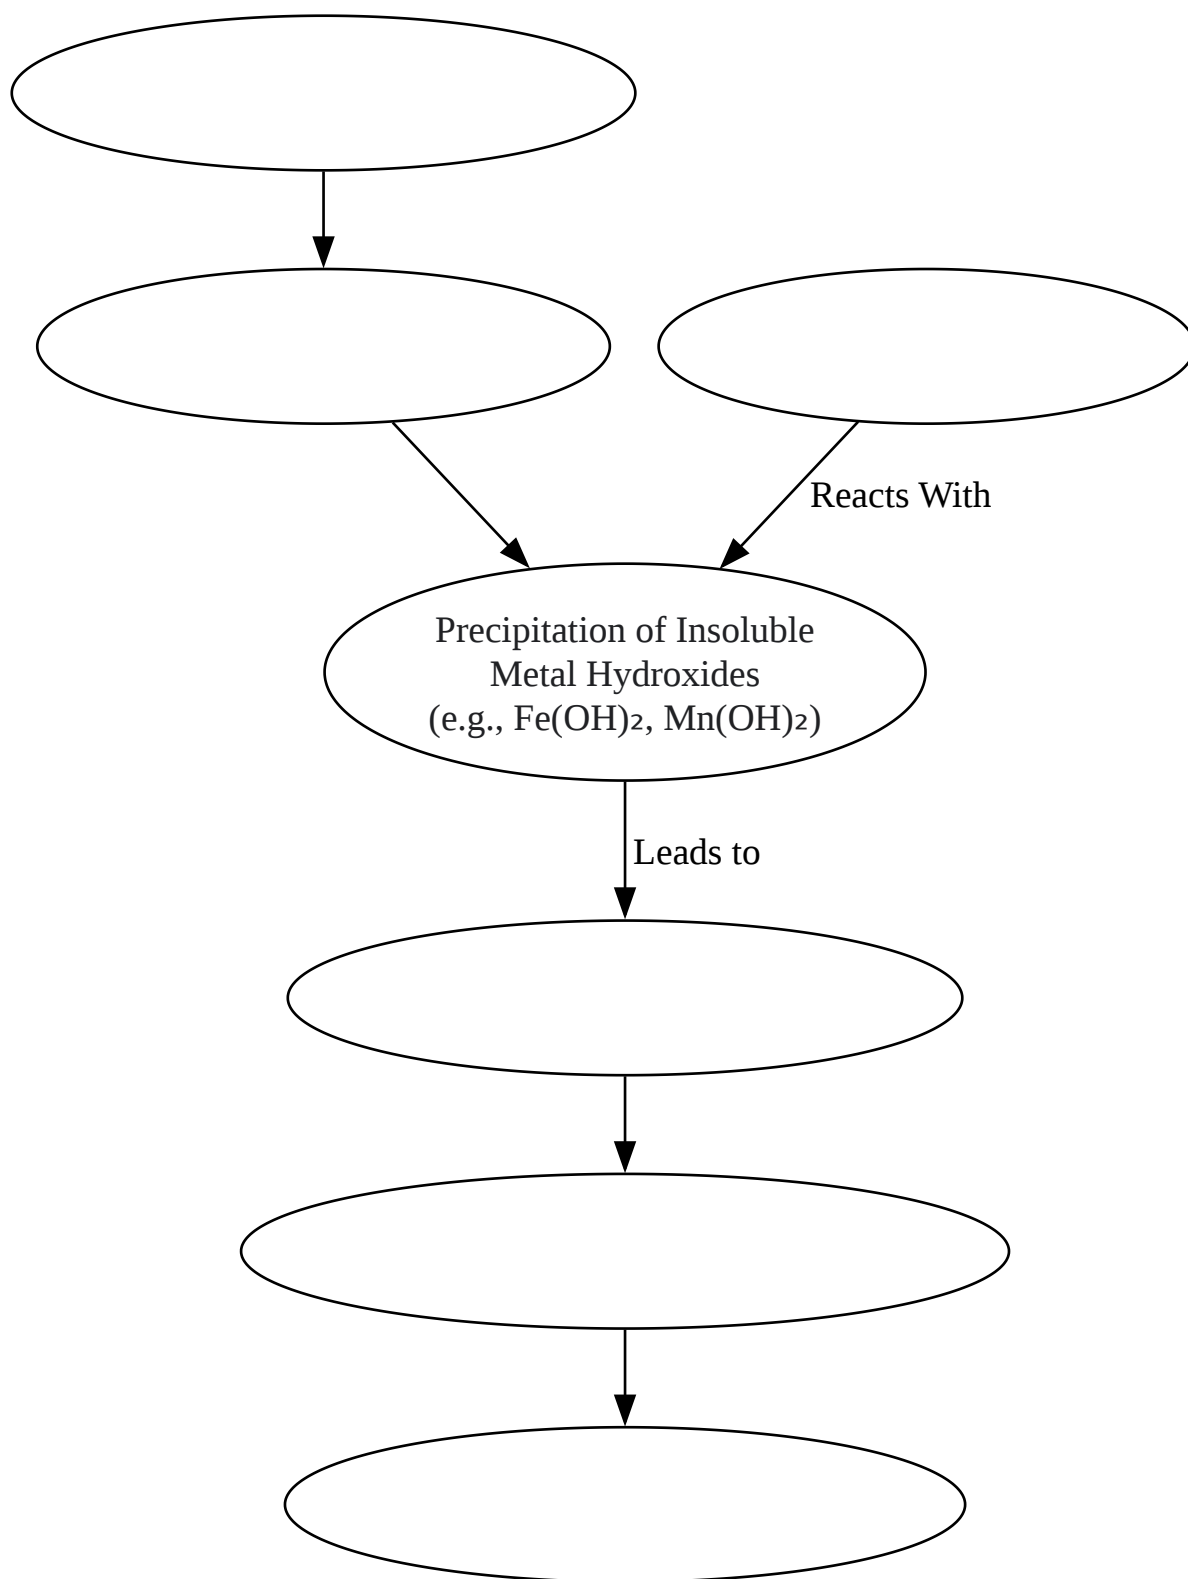 Reacts With
Precipitation of Insoluble
Metal Hydroxides
(e.g., Fe(OH)₂, Mn(OH)₂)
Leads to